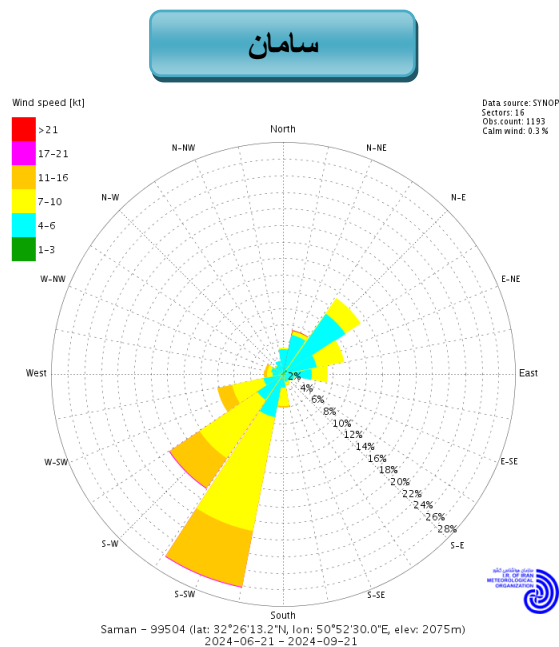 سامان
Wind speed [kt]
>21
17-21
11-16
7-10
4-6
1-3
Data source: SYNOP
Sectors: 16
Obs.count: 1193
Calm wind: 0.3 %
North
N-NE
N-E
E-NE
East
E-SE
S-E
S-SE
South
S-SW
S-W
W-SW
West
W-NW
N-W
N-NW
2%
4%
6%
8%
10%
12%
14%
16%
18%
20%
22%
24%
26%
28%
سازمان هواشناسی کشور
I.R. OF IRAN
METEOROLOGICAL
ORGANIZATION
Saman - 99504 (lat: 32°26'13.2"N, lon: 50°52'30.0"E, elev: 2075m)
2024-06-21 - 2024-09-21